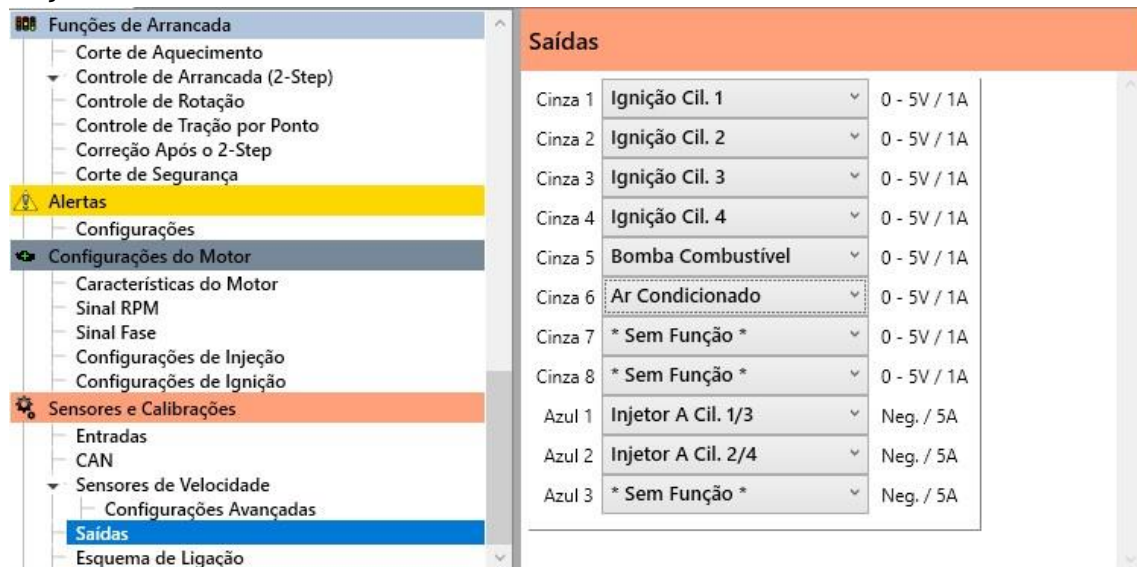 Funções de Arrancada
Corte de Aquecimento
Controle de Arrancada (2-Step)
Controle de Rotação
Controle de Tração por Ponto
Correção Após o 2-Step
Corte de Segurança
Alertas
Configurações
Configurações do Motor
Características do Motor
Sinal RPM
Sinal Fase
Configurações de Injeção
Configurações de Ignição
Sensores e Calibrações
Entradas
CAN
Sensores de Velocidade
Configurações Avançadas
Saídas
Esquema de Ligação
Saídas
Cinza 1 Ignição Cil. 1 0 - 5V / 1A
Cinza 2 Ignição Cil. 2 0 - 5V / 1A
Cinza 3 Ignição Cil. 3 0 - 5V / 1A
Cinza 4 Ignição Cil. 4 0 - 5V / 1A
Cinza 5 Bomba Combustível 0 - 5V / 1A
Cinza 6 Ar Condicionado 0 - 5V / 1A
Cinza 7 * Sem Função * 0 - 5V / 1A
Cinza 8 * Sem Função * 0 - 5V / 1A
Azul 1 Injetor A Cil. 1/3 Neg. / 5A
Azul 2 Injetor A Cil. 2/4 Neg. / 5A
Azul 3 * Sem Função * Neg. / 5A